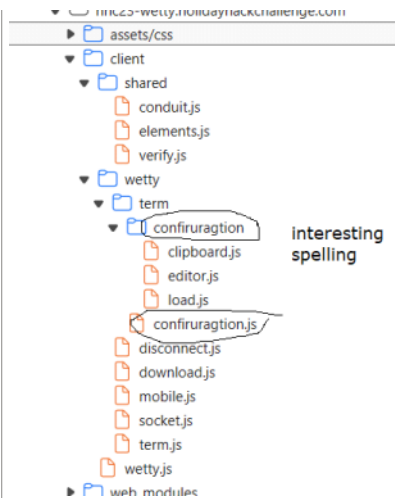 hhc23-wetty.holidayhackchallenge.com
assets/css
client
shared
conduit.js
elements.js
verify.js
wetty
term
confiruragtion
interesting
spelling
clipboard.js
editor.js
load.js
confiruragtion.js
disconnect.js
download.js
mobile.js
socket.js
term.js
wetty.js
web_modules